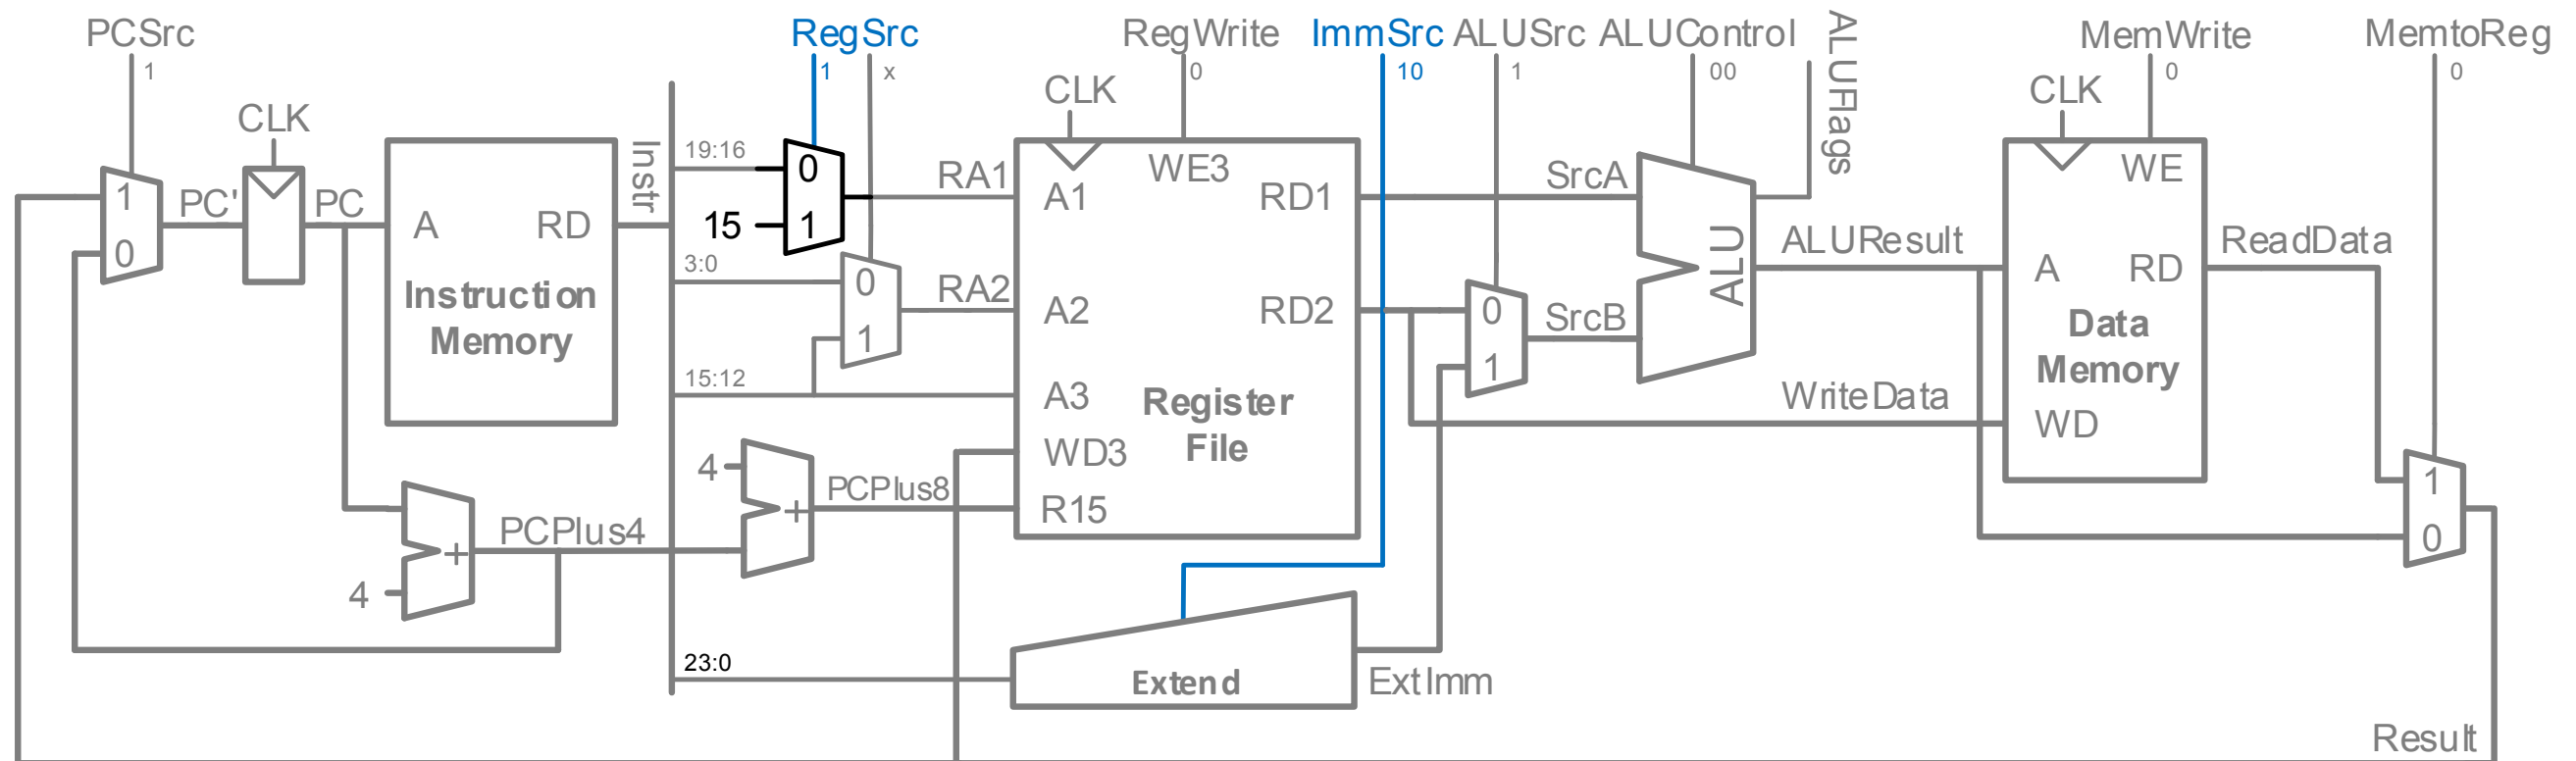 PCSrc
1
RegSrc
1
x
RegWrite
0
ImmSrc
10
ALUSrc
1
ALUControl
00
ALUFlags
MemWrite
0
MemtoReg
0
CLK
CLK
CLK
1
0
PC'
PC
A
RD
Instruction
Memory
Instr
19:16
15
0
1
3:0
0
1
15:12
RA1
RA2
A1
A2
A3
WD3
R15
WE3
RD1
RD2
Register
File
SrcA
SrcB
0
1
ALU
ALUResult
WriteData
WE
A
RD
Data
Memory
WD
ReadData
1
0
4
+
PCPlus8
PCPlus4
+
4
23:0
Extend
ExtImm
Result